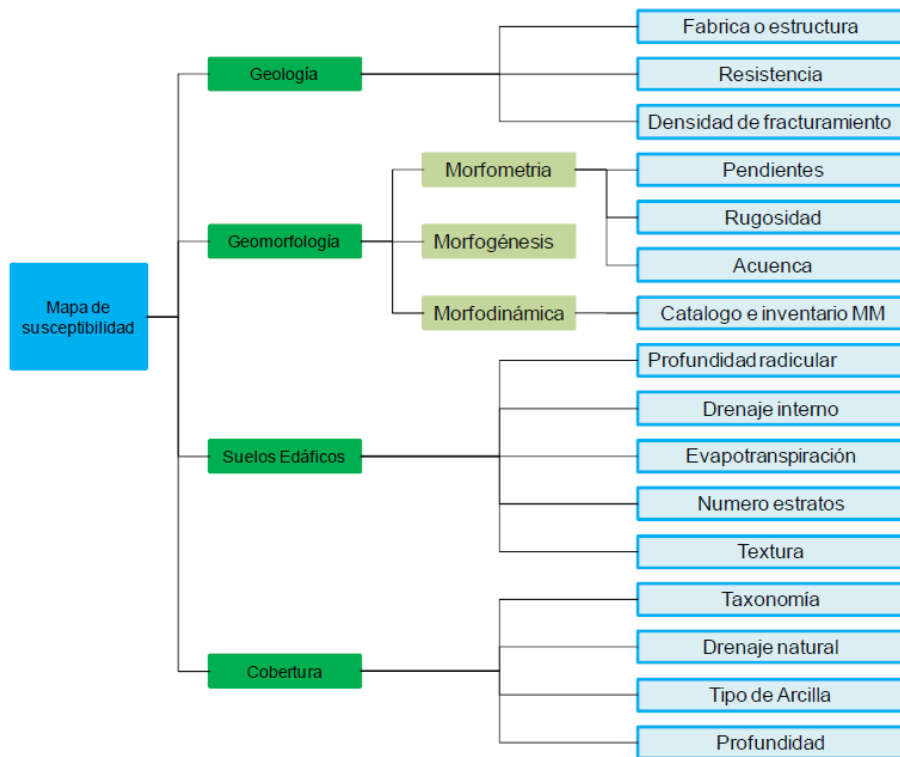 Mapa de
susceptibilidad
Geología
Fabrica o estructura
Resistencia
Densidad de fracturamiento
Geomorfología
Morfometria
Pendientes
Rugosidad
Acuenca
Morfogénesis
Morfodinámica
Catalogo e inventario MM
Suelos Edáficos
Profundidad radicular
Drenaje interno
Evapotranspiración
Numero estratos
Textura
Cobertura
Taxonomía
Drenaje natural
Tipo de Arcilla
Profundidad